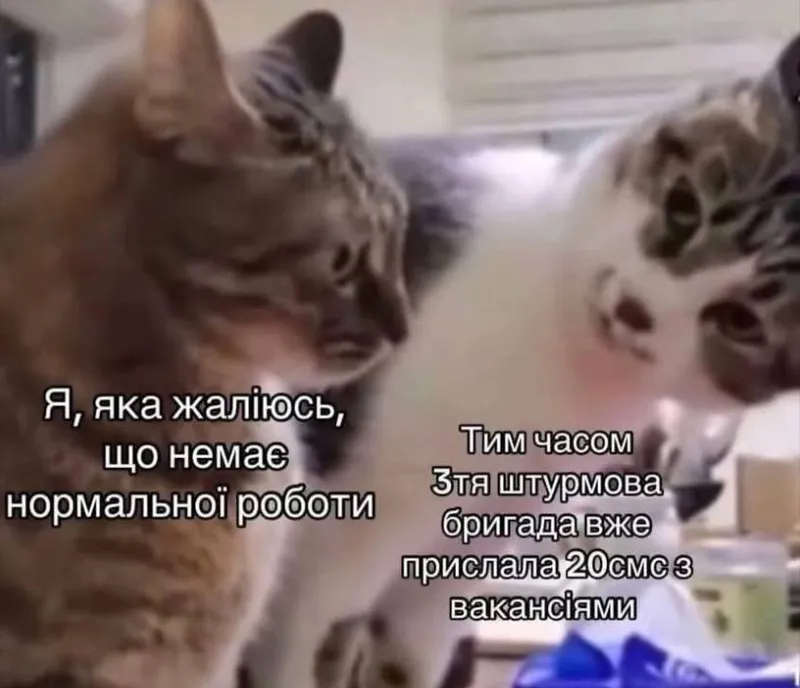 Я, яка жаліюсь,
що немає
нормальної роботи
Тим часом
3тя штурмова
бригада вже
прислала 20смс з
вакансіями